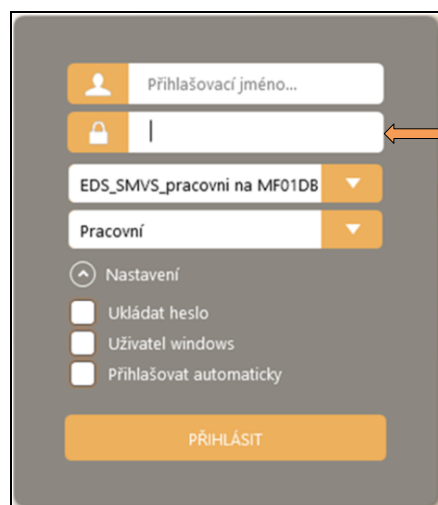 Přihlašovací jméno...
EDS_SMVS_pracovni na MF01DB
Pracovní
Nastavení
Ukládat heslo
Uživatel windows
Přihlašovat automaticky
PŘIHLÁSIT